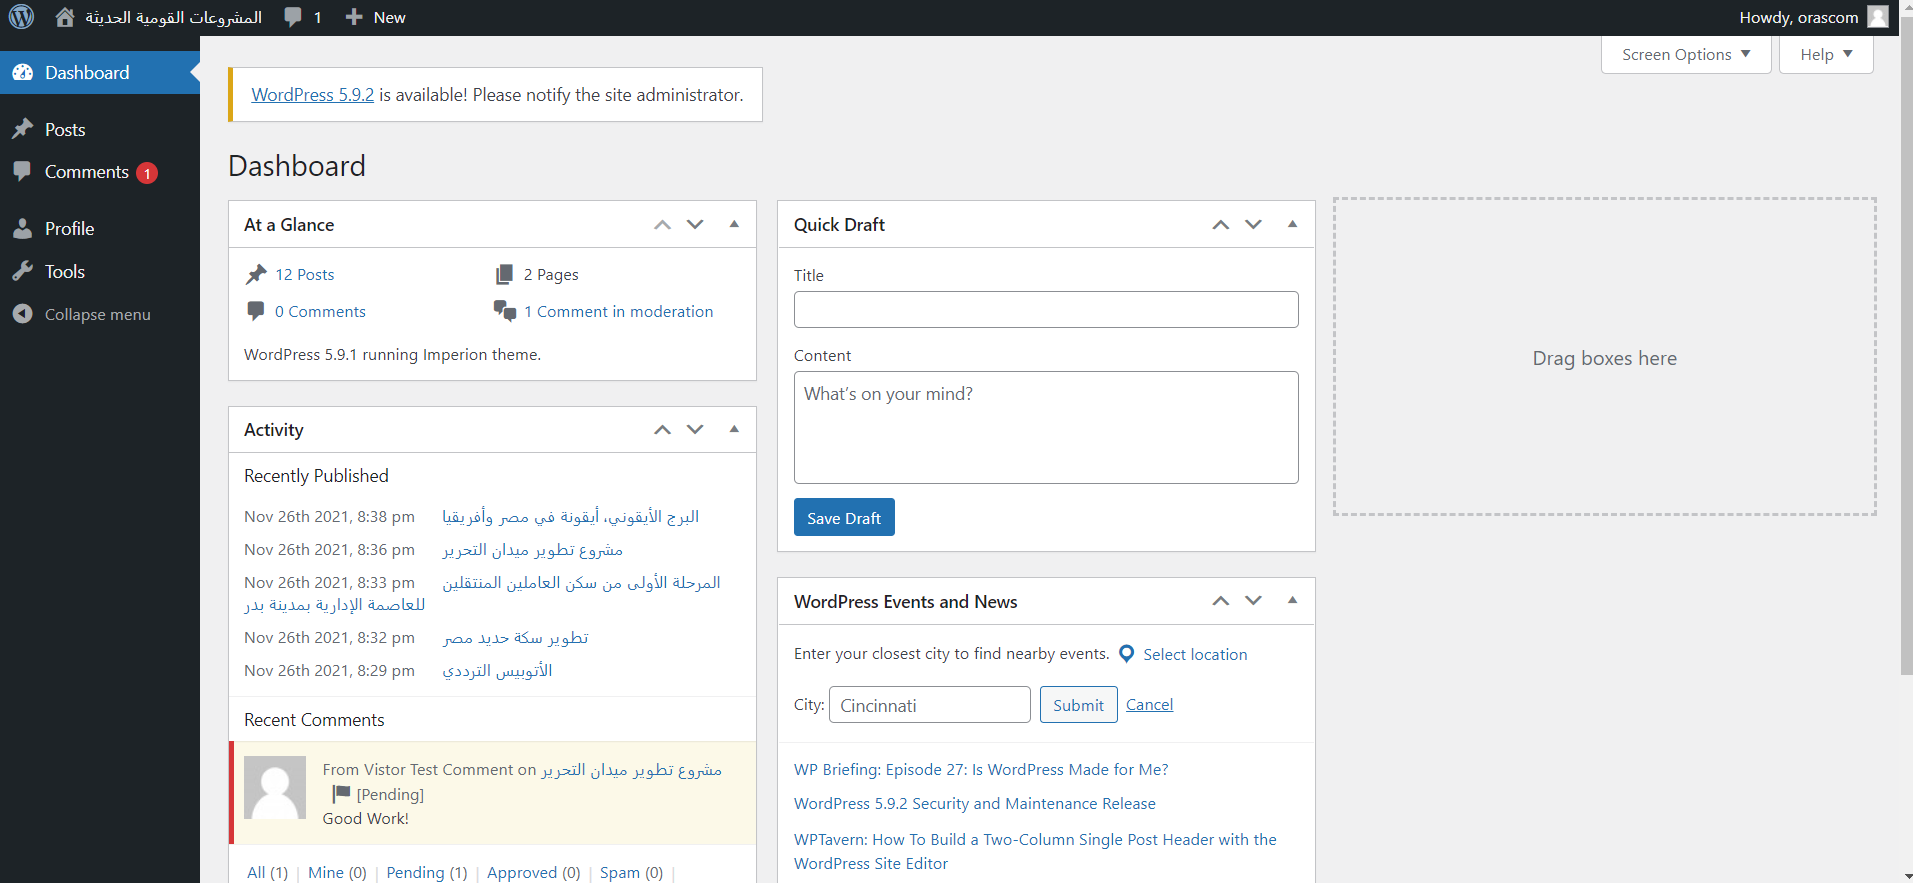 المشروعات القومية الحديثة
1
New
Howdy, orascom
Dashboard
Posts
Comments 1
Profile
Tools
Collapse menu
Screen Options
Help
WordPress 5.9.2 is available! Please notify the site administrator.
Dashboard
At a Glance
12 Posts
2 Pages
0 Comments
1 Comment in moderation
WordPress 5.9.1 running Imperion theme.
Activity
Recently Published
Nov 26th 2021, 8:38 pm البرج الأيقوني، أيقونة في مصر وأفريقيا
Nov 26th 2021, 8:36 pm مشروع تطوير ميدان التحرير
Nov 26th 2021, 8:33 pm المرحلة الأولى من سكن العاملين المنتقلين
للعاصمة الإدارية بمدينة بدر
Nov 26th 2021, 8:32 pm تطوير سكة حديد مصر
Nov 26th 2021, 8:29 pm الأتوبيس الترددي
Recent Comments
From Vistor Test Comment on مشروع تطوير ميدان التحرير
[Pending]
Good Work!
All (1) | Mine (0) | Pending (1) | Approved (0) | Spam (0) |
Quick Draft
Title
Content
What's on your mind?
Save Draft
WordPress Events and News
Enter your closest city to find nearby events. Select location
City: Cincinnati Submit Cancel
WP Briefing: Episode 27: Is WordPress Made for Me?
WordPress 5.9.2 Security and Maintenance Release
WPTavern: How To Build a Two-Column Single Post Header with the
WordPress Site Editor
Drag boxes here